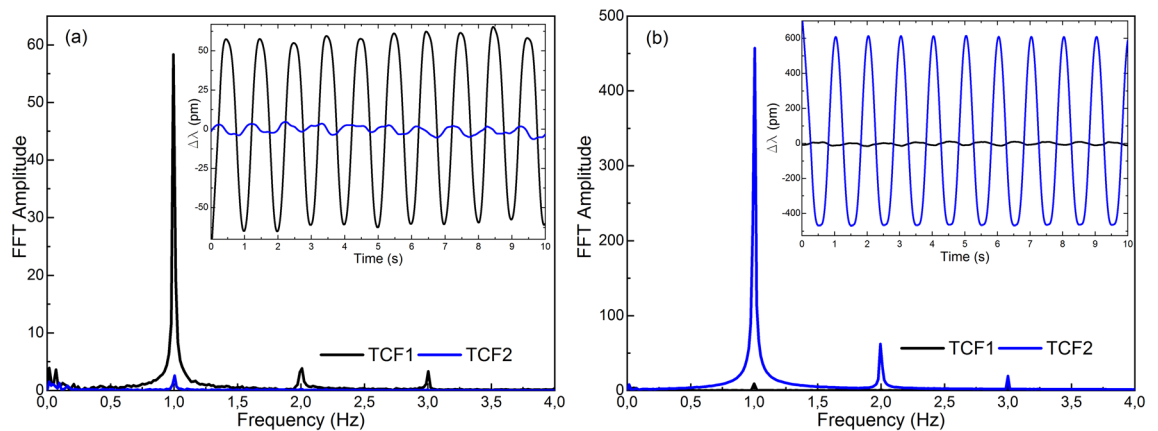 (a)
60
50
40
30
20
10
0
FFT Amplitude
50
25
0
-25
-50
Δλ (pm)
0 1 2 3 4 5 6 7 8 9 10
Time (s)
TCF1 TCF2
0,0 0,5 1,0 1,5 2,0 2,5 3,0 3,5 4,0
Frequency (Hz)
(b)
500
400
300
200
100
FFT Amplitude
600
400
200
0
-200
-400
Δλ (pm)
0 1 2 3 4 5 6 7 8 9 10
Time (s)
TCF1 TCF2
0,0 0,5 1,0 1,5 2,0 2,5 3,0 3,5 4,0
Frequency (Hz)